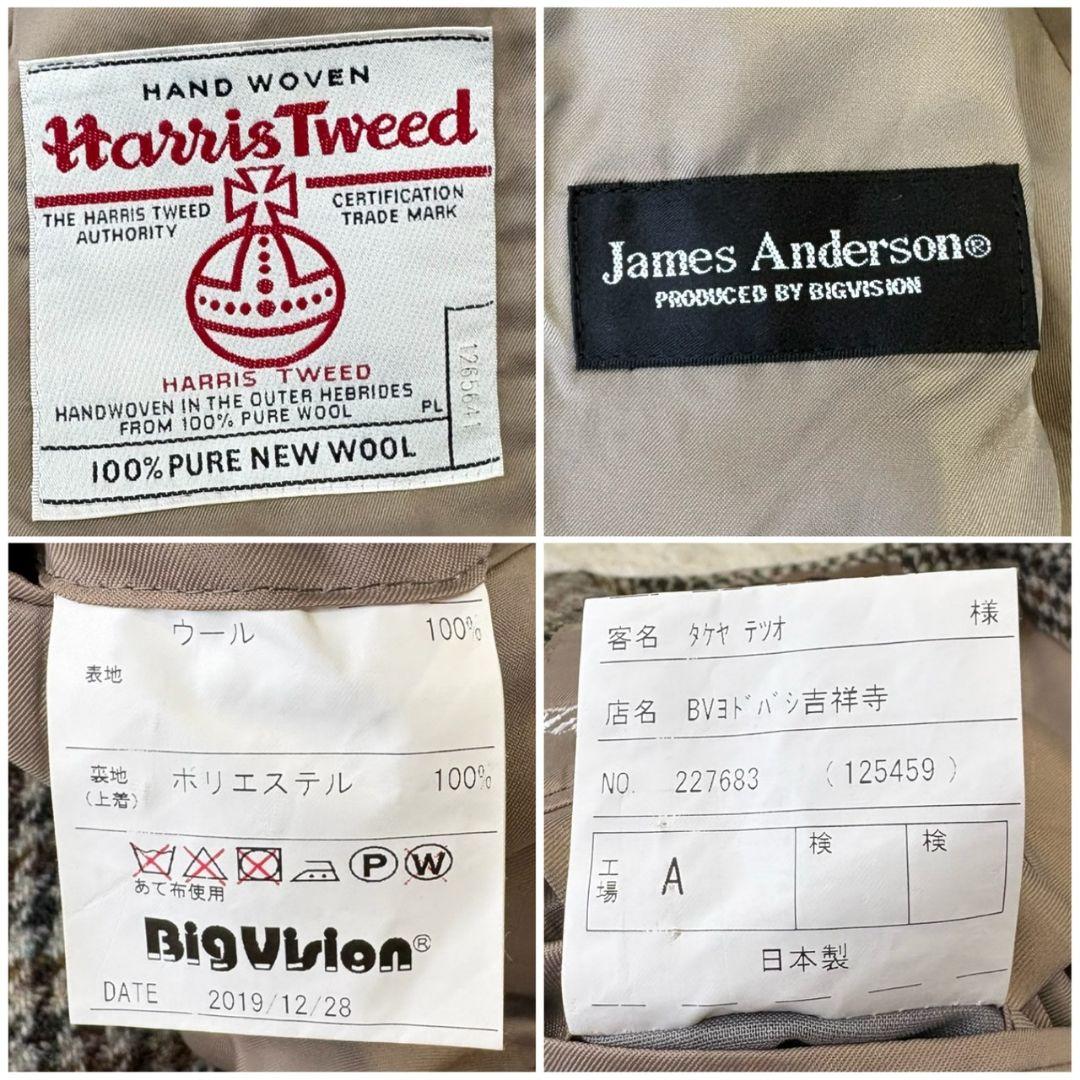 HAND WOVEN
Harris Tweed
THE HARRIS TWEED AUTHORITY
CERTIFICATION TRADE MARK
HARRIS TWEED
HANDWOVEN IN THE OUTER HEBRIDES
FROM 100% PURE WOOL
PL
1265641
100% PURE NEW WOOL
James Anderson®
PRODUCED BY BIGVISION
表地 ウール 100%
裏地 (上着) ポリエステル 100%
P W
あて布使用
BigVision®
DATE 2019/12/28
客名 ﾀｹﾔ ﾃﾂｵ 様
店名 BVﾖﾄﾞﾊﾞｼ吉祥寺
NO. 227683 (125459)
工場 A 検 検
日本製